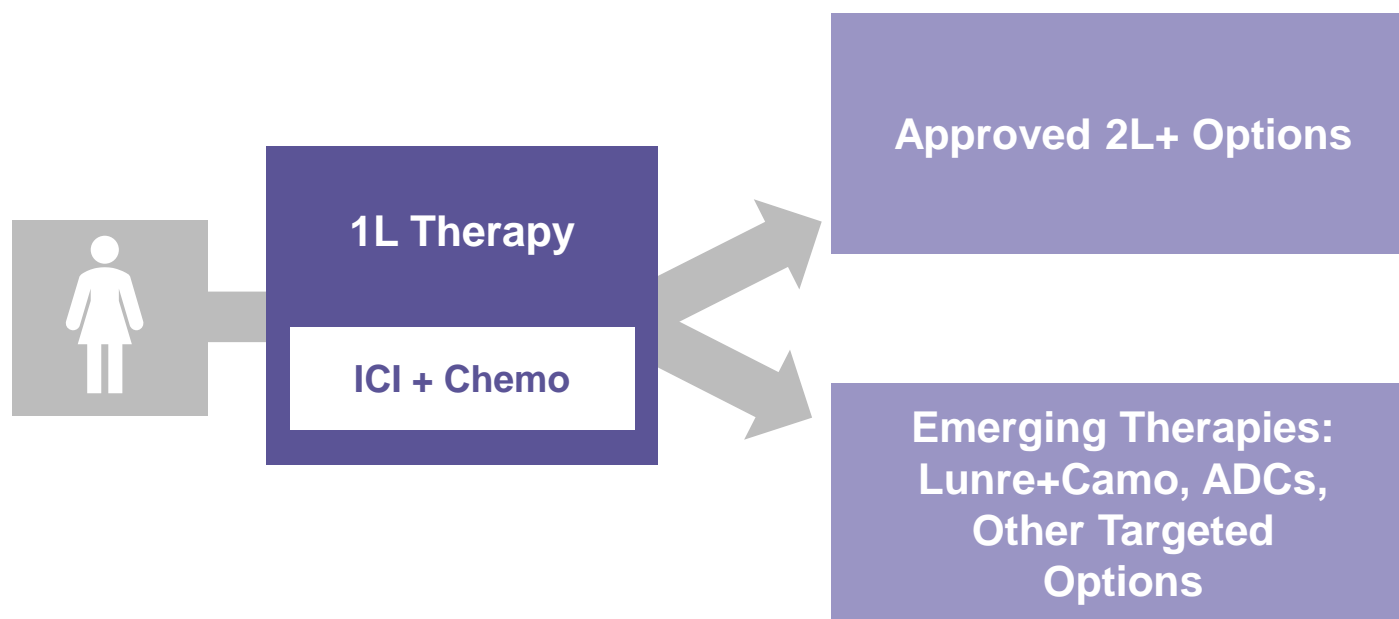 1L Therapy
ICI + Chemo
Approved 2L+ Options
Emerging Therapies:
Lunre+Camo, ADCs,
Other Targeted
Options